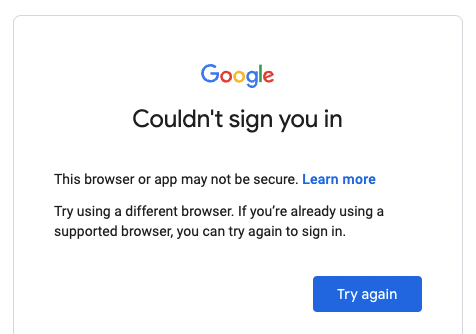 Google
Couldn't sign you in
This browser or app may not be secure. Learn more
Try using a different browser. If you’re already using a
supported browser, you can try again to sign in.
Try again